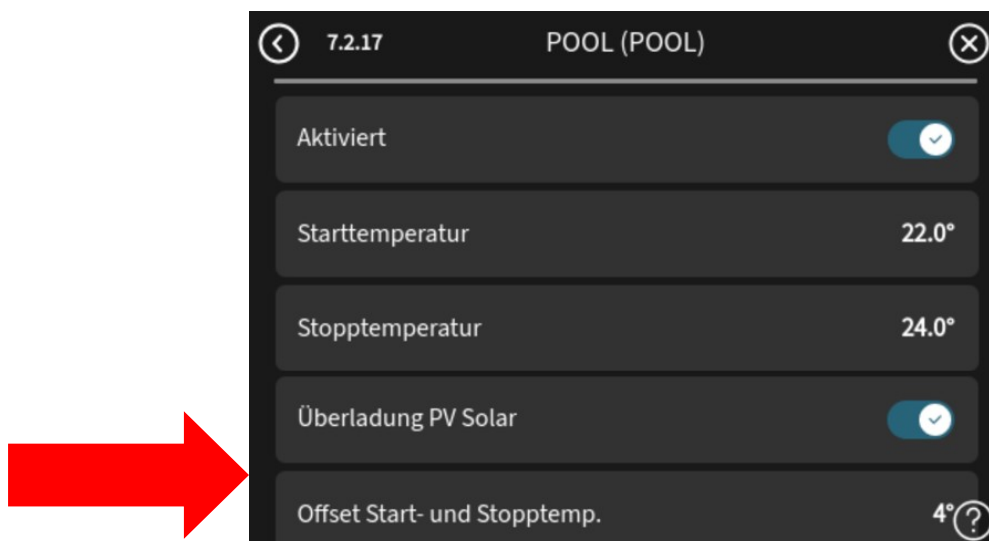 7.2.17 POOL (POOL)
Aktiviert
Starttemperatur 22.0°
Stopptemperatur 24.0°
Überladung PV Solar
Offset Start- und Stopptemp. 4° ?